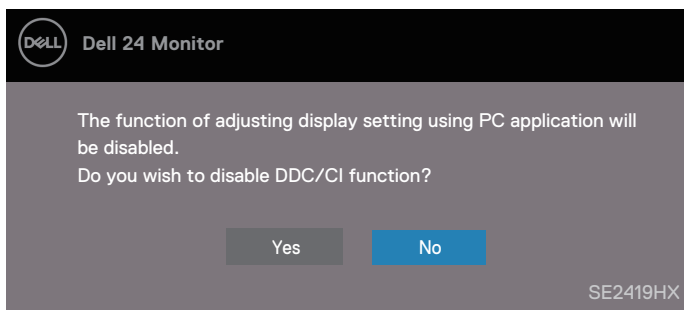 DELL
Dell 24 Monitor
The function of adjusting display setting using PC application will
be disabled.
Do you wish to disable DDC/CI function?
Yes No
SE2419HX